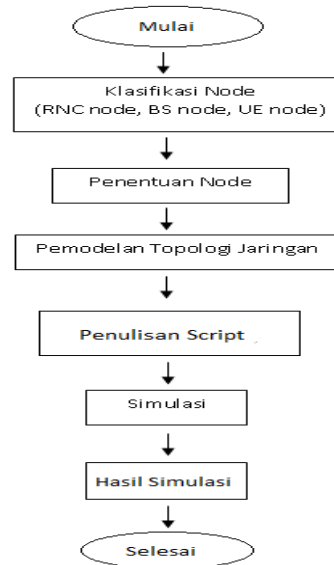 Mulai
Klasifikasi Node
(RNC node, BS node, UE node)
Penentuan Node
Pemodelan Topologi Jaringan
Penulisan Script
Simulasi
Hasil Simulasi
Selesai